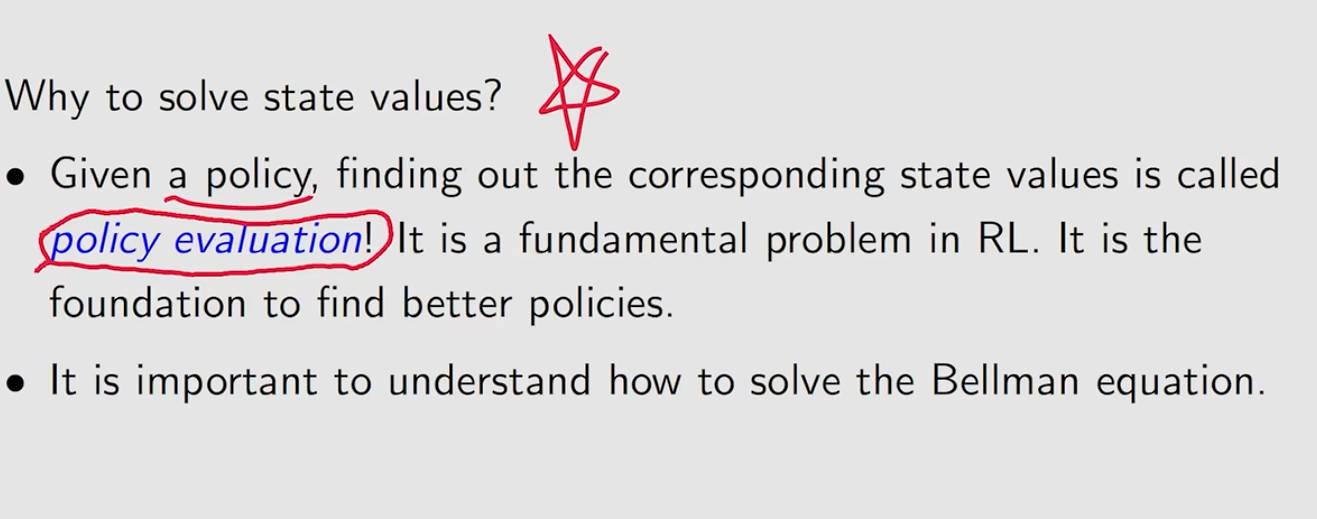 Why to solve state values?
• Given a policy, finding out the corresponding state values is called
policy evaluation! It is a fundamental problem in RL. It is the
foundation to find better policies.
• It is important to understand how to solve the Bellman equation.